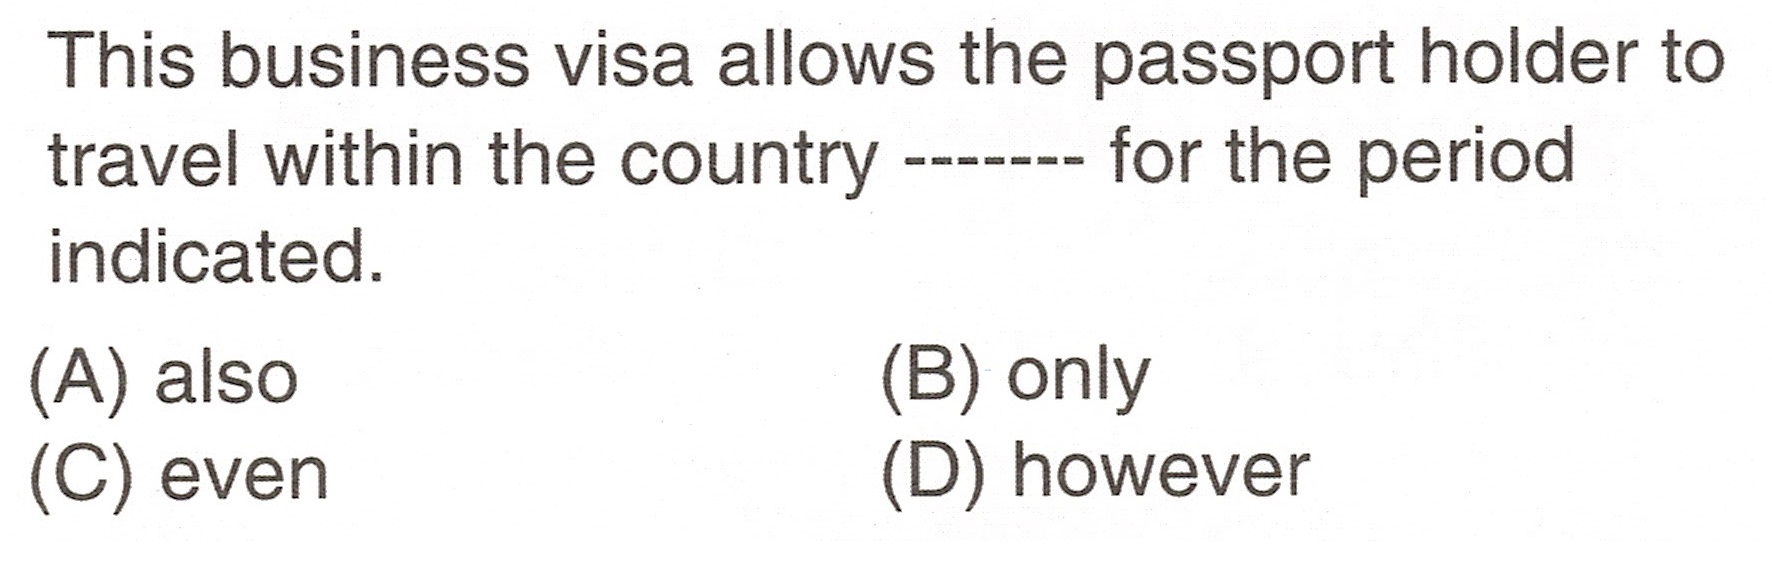 This business visa allows the passport holder to
travel within the country ------- for the period
indicated.
(A) also (B) only
(C) even (D) however